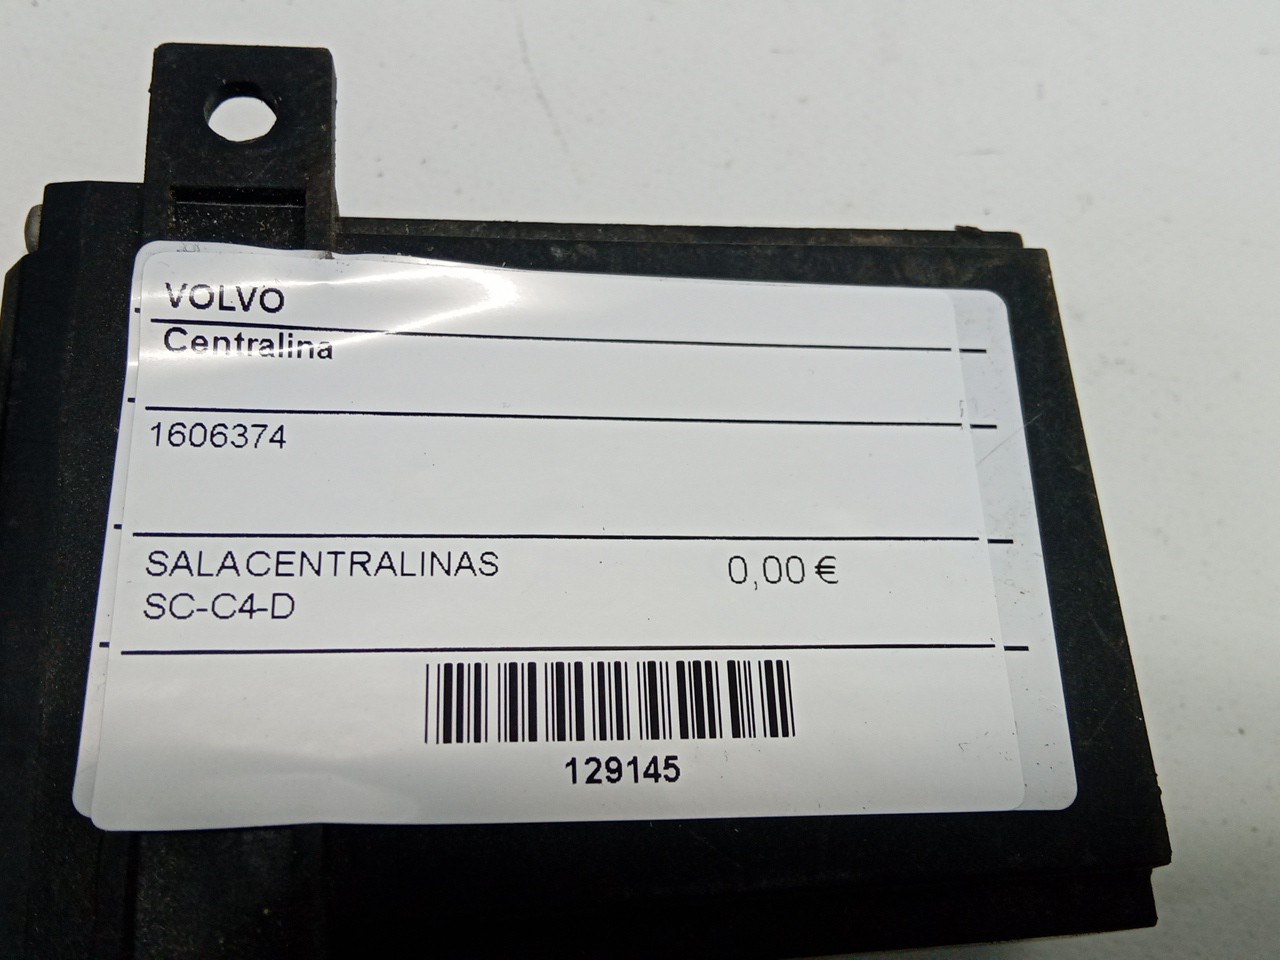 VOLVO
Centralina
1606374
SALACENTRALINAS 0,00 €
SC-C4-D
129145